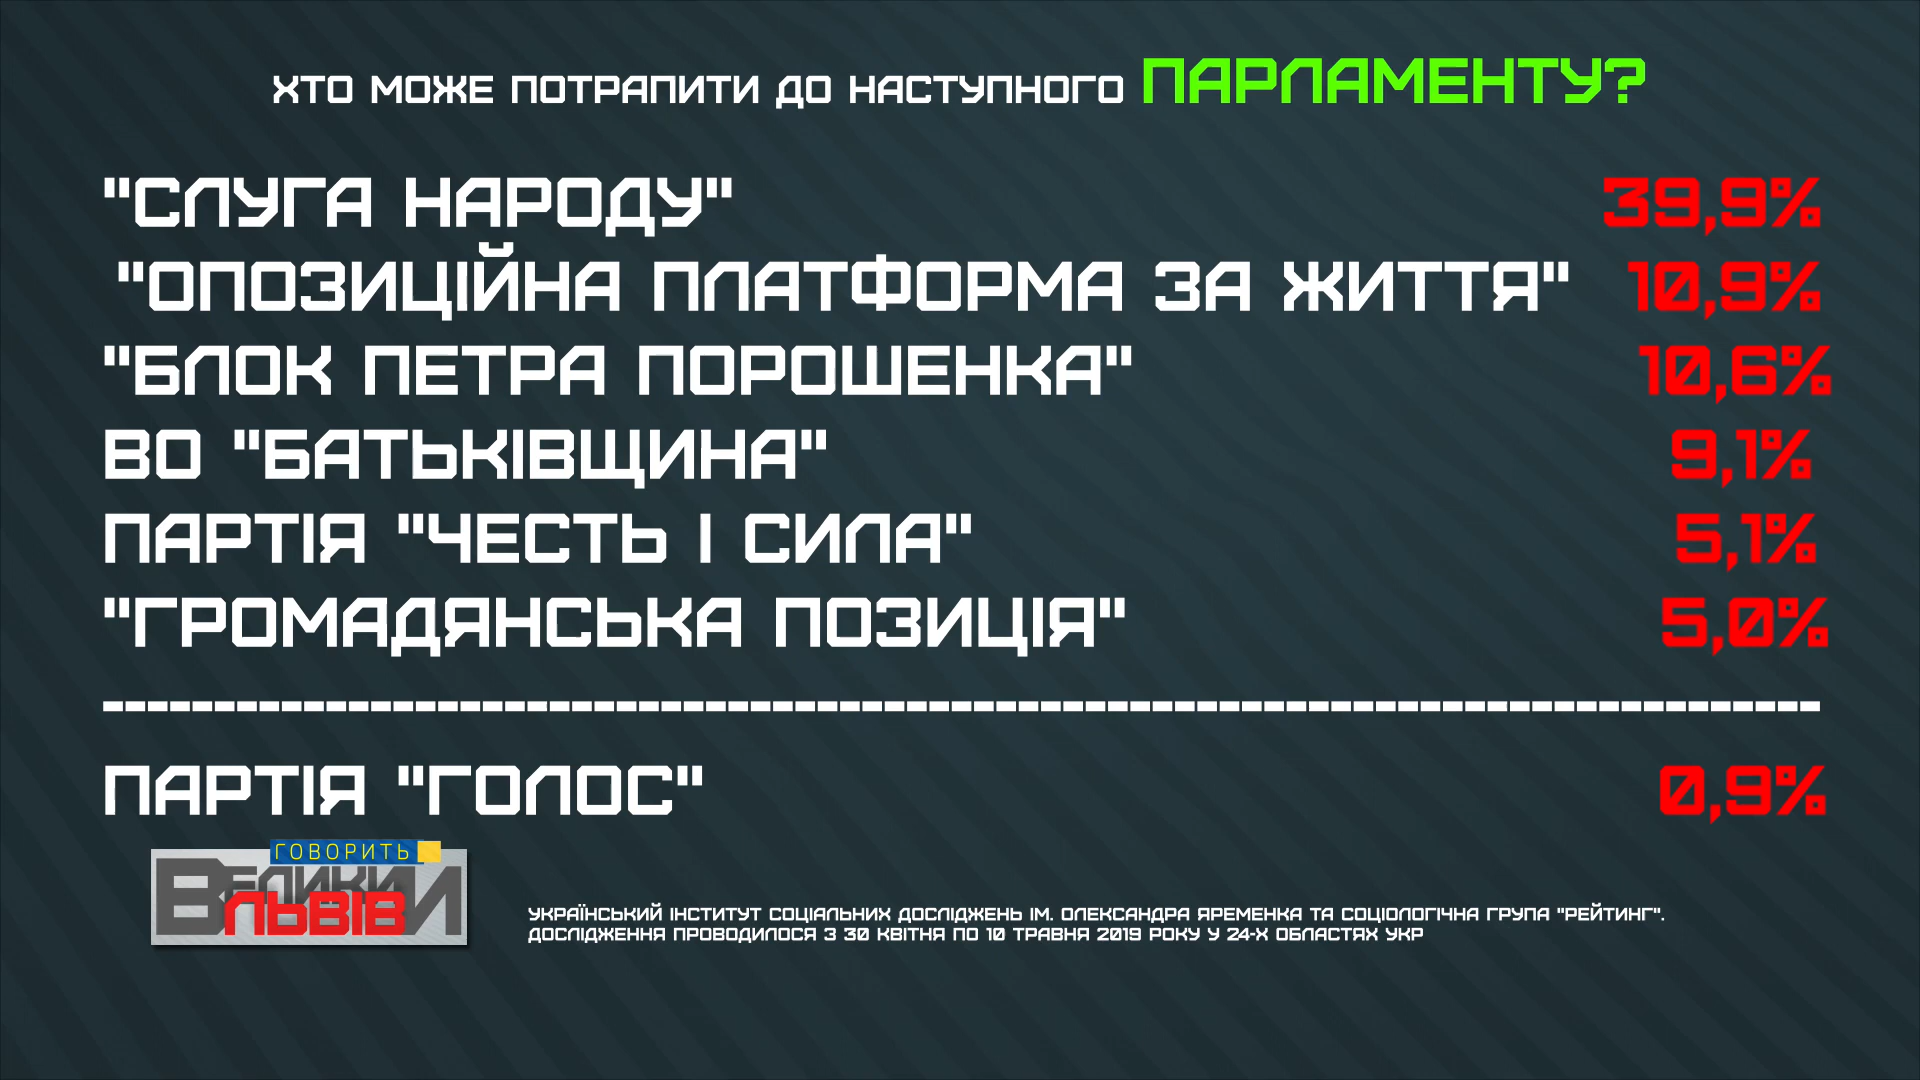 ХТО МОЖЕ ПОТРАПИТИ ДО НАСТУПНОГО ПАРЛАМЕНТУ?
"СЛУГА НАРОДУ" 39,9%
"ОПОЗИЦІЙНА ПЛАТФОРМА ЗА ЖИТТЯ" 10,9%
"БЛОК ПЕТРА ПОРОШЕНКА" 10,6%
ВО "БАТЬКІВЩИНА" 9,1%
ПАРТІЯ "ЧЕСТЬ І СИЛА" 5,1%
"ГРОМАДЯНСЬКА ПОЗИЦІЯ" 5,0%
ПАРТІЯ "ГОЛОС" 0,9%
ГОВОРИТЬ
ВЕЛИКИЙ
ЛЬВІВ
УКРАЇНСЬКИЙ ІНСТИТУТ СОЦІАЛЬНИХ ДОСЛІДЖЕНЬ ІМ. ОЛЕКСАНДРА ЯРЕМЕНКА ТА СОЦІОЛОГІЧНА ГРУПА "РЕЙТИНГ".
ДОСЛІДЖЕННЯ ПРОВОДИЛОСЯ З 30 КВІТНЯ ПО 10 ТРАВНЯ 2019 РОКУ У 24-Х ОБЛАСТЯХ УКР